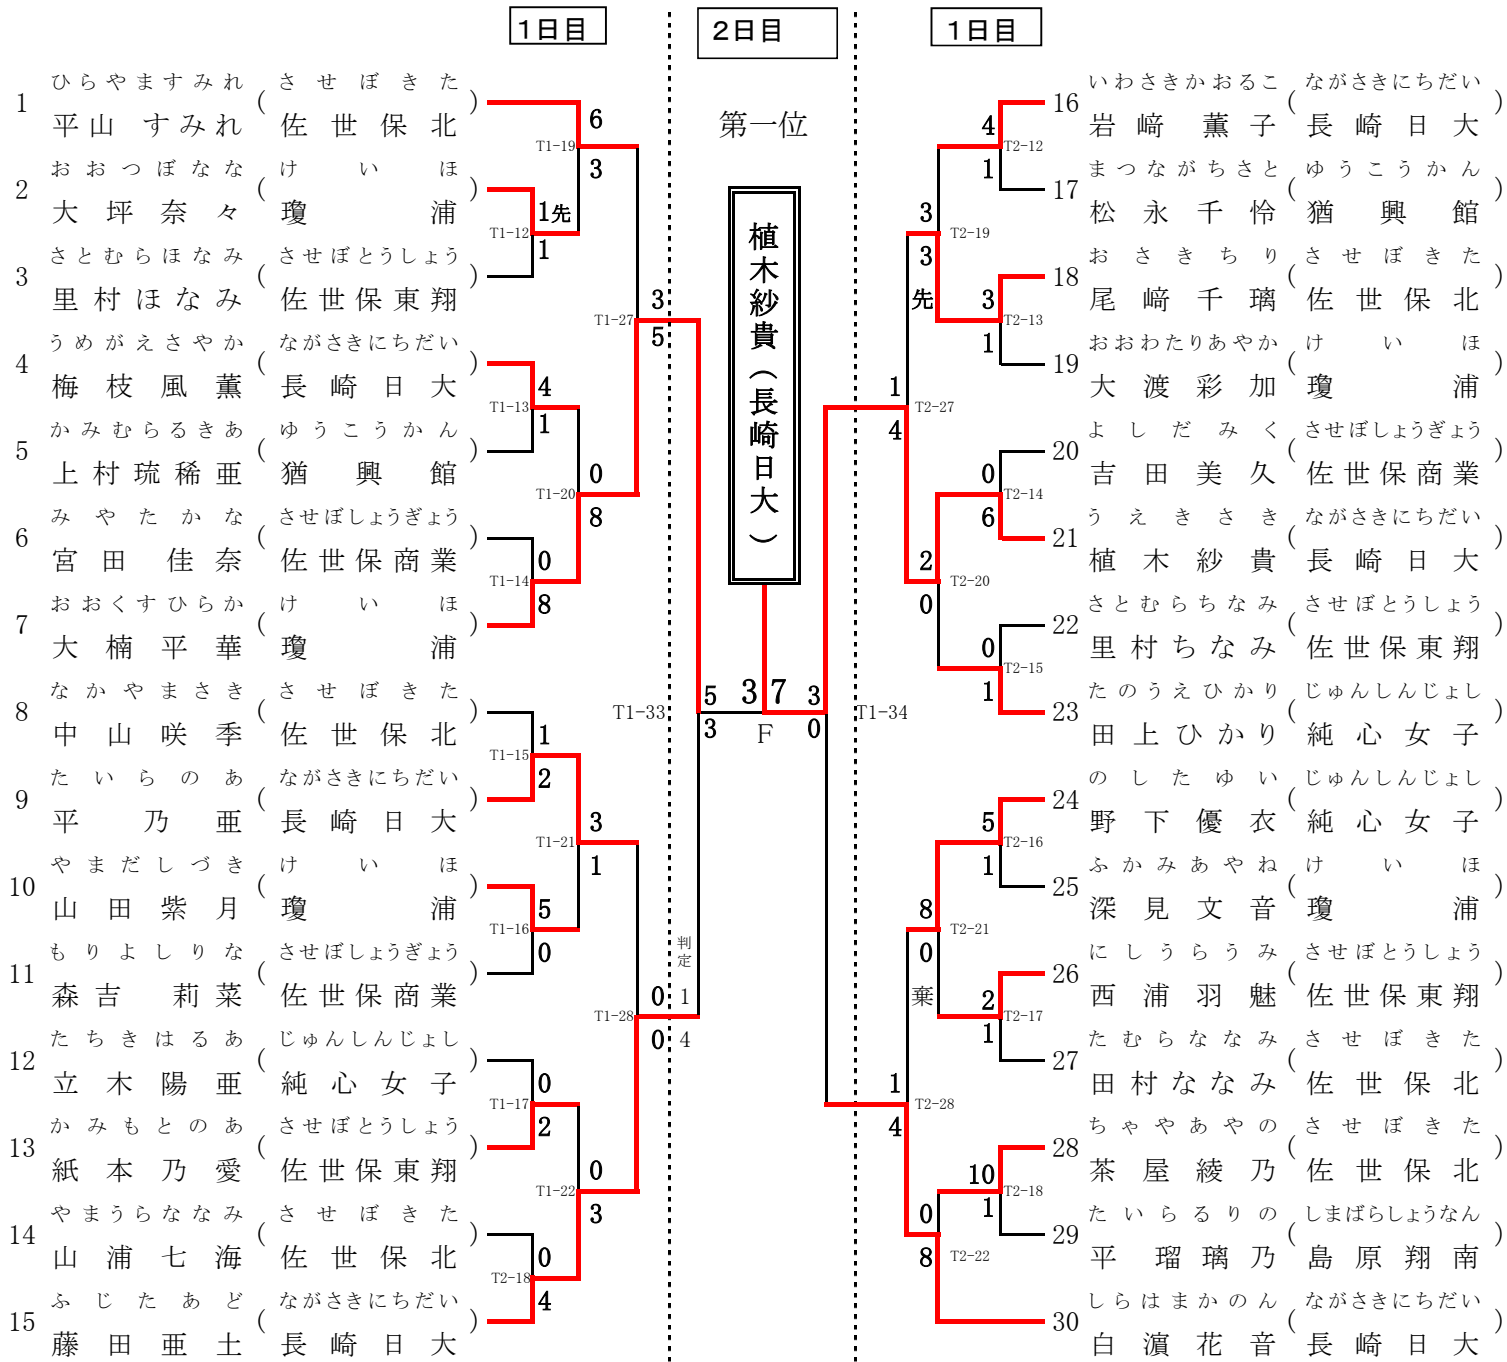 1日目
2日目
1日目
第一位
植木紗貴(長崎日大)
ひらやますみれ させぼきた
1 平山 すみれ (佐世保北)
おおつぼなな けいほ
2 大坪奈々 (瓊浦)
さとむらほなみ させぼとうしょう
3 里村ほなみ (佐世保東翔)
うめがえさやか ながさきにちだい
4 梅枝風薫 (長崎日大)
かみむらるきあ ゆうこうかん
5 上村琉稀亜 (猶興館)
みやたかな させぼしょうぎょう
6 宮田佳奈 (佐世保商業)
おおくすひらか けいほ
7 大楠平華 (瓊浦)
なかやまさき させぼきた
8 中山咲季 (佐世保北)
たいらのあ ながさきにちだい
9 平乃亜 (長崎日大)
やまだしづき けいほ
10 山田紫月 (瓊浦)
もりよしりな させぼしょうぎょう
11 森吉 莉菜 (佐世保商業)
たちきはるあ じゅんしんじょし
12 立木陽亜 (純心女子)
かみもとのあ させぼとうしょう
13 紙本乃愛 (佐世保東翔)
やまうらななみ させぼきた
14 山浦七海 (佐世保北)
ふじたあど ながさきにちだい
15 藤田亜土 (長崎日大)
6
T1-19
3
1先
T1-12
1
3
T1-27
5
4
T1-13
1
0
T1-20
8
0
T1-14
8
1
T1-15
2
3
T1-21
1
5
T1-16
0
判定
0 1
T1-28
0 4
0
T1-17
2
0
T1-22
3
0
T2-18
4
T1-33
5
3
3 7
F
3
0
T1-34
4
T2-12
1
3
T2-19
3
先
3
T2-13
1
1
T2-27
4
0
T2-14
6
2
T2-20
0
0
T2-15
1
5
T2-16
1
8
T2-21
0
棄
2
T2-17
1
1
T2-28
4
10
T2-18
1
0
T2-22
8
いわさきかおるこ ながさきにちだい
16 岩﨑薫子 (長崎日大)
まつながちさと ゆうこうかん
17 松永千怜 (猶興館)
おさきちり させぼきた
18 尾﨑千璃 (佐世保北)
おおわたりあやか けいほ
19 大渡彩加 (瓊浦)
よしだみく させぼしょうぎょう
20 吉田美久 (佐世保商業)
うえきさき ながさきにちだい
21 植木紗貴 (長崎日大)
さとむらちなみ させぼとうしょう
22 里村ちなみ (佐世保東翔)
たのうえひかり じゅんしんじょし
23 田上ひかり (純心女子)
のしたゆい じゅんしんじょし
24 野下優衣 (純心女子)
ふかみあやね けいほ
25 深見文音 (瓊浦)
にしうらうみ させぼとうしょう
26 西浦羽魅 (佐世保東翔)
たむらななみ させぼきた
27 田村ななみ (佐世保北)
ちゃやあやの させぼきた
28 茶屋綾乃 (佐世保北)
たいらるりの しまばらしょうなん
29 平瑠璃乃 (島原翔南)
しらはまかのん ながさきにちだい
30 白濵花音 (長崎日大)